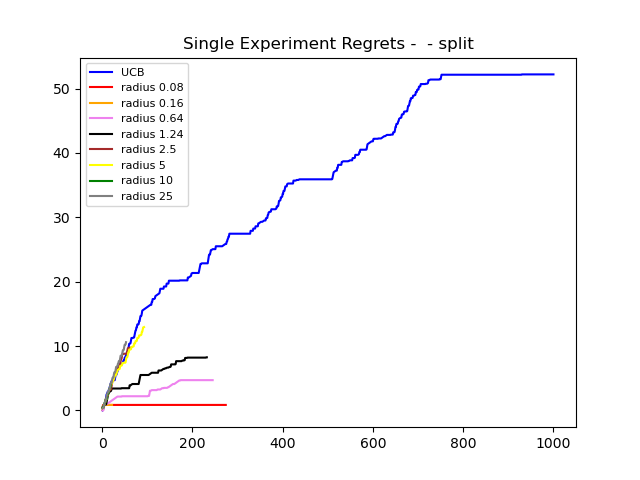 Single Experiment Regrets -  - split
UCB
radius 0.08
radius 0.16
radius 0.64
radius 1.24
radius 2.5
radius 5
radius 10
radius 25
50
40
30
20
10
0
0 200 400 600 800 1000